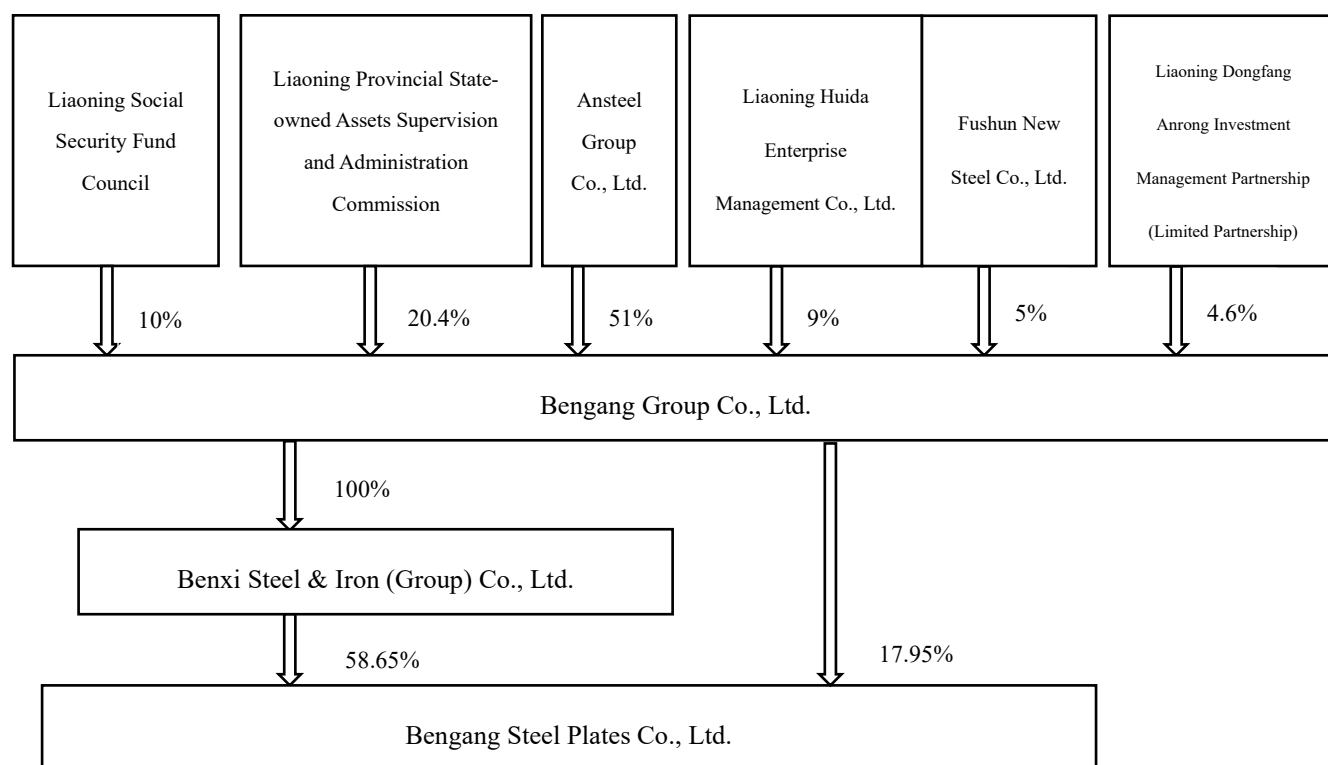 Liaoning Social
Security Fund
Council
Liaoning Provincial State-
owned Assets Supervision
and Administration
Commission
Ansteel
Group
Co., Ltd.
Liaoning Huida
Enterprise
Management Co., Ltd.
Fushun New
Steel Co., Ltd.
Liaoning Dongfang
Anrong Investment
Management Partnership
(Limited Partnership)
10%
20.4%
51%
9%
5%
4.6%
Bengang Group Co., Ltd.
100%
Benxi Steel & Iron (Group) Co., Ltd.
58.65%
17.95%
Bengang Steel Plates Co., Ltd.